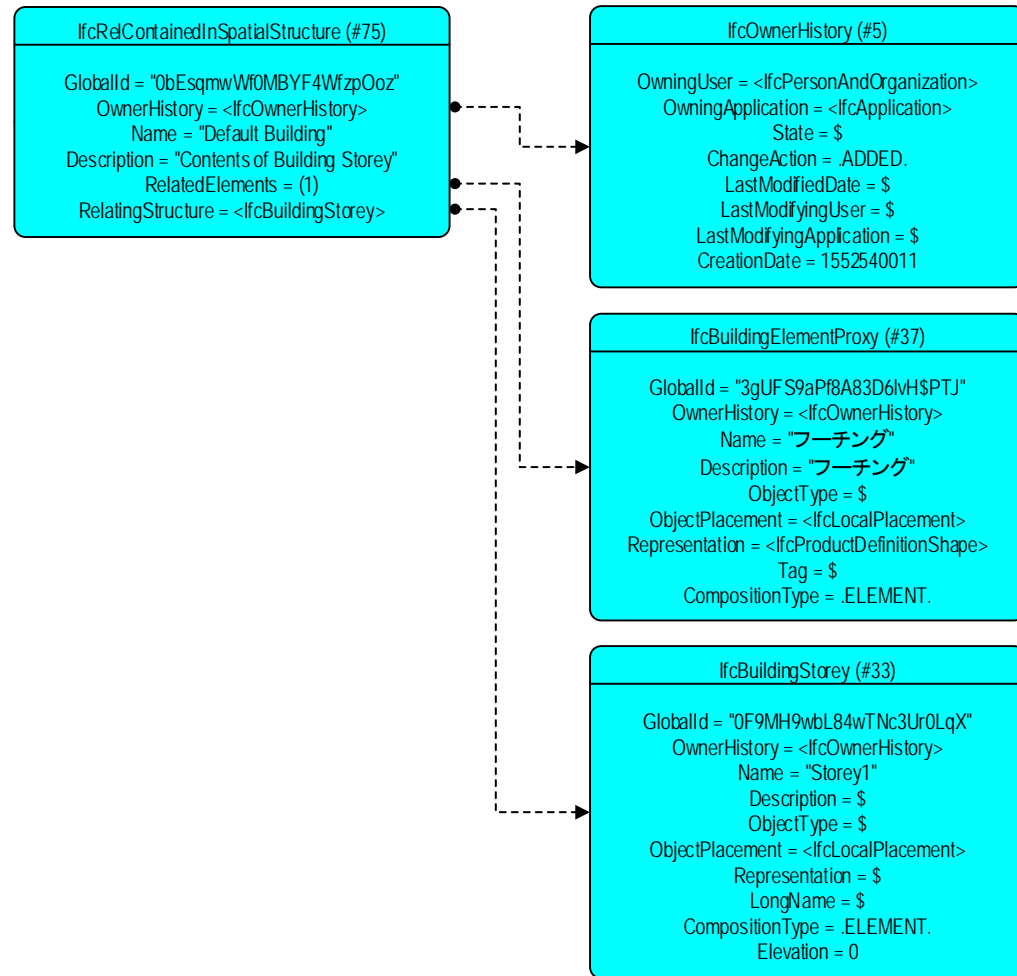 IfcRelContainedInSpatialStructure (#75)
GlobalId = "0bEsqmwWf0MBYF4WfzpOoz"
OwnerHistory = <IfcOwnerHistory>
Name = "Default Building"
Description = "Contents of Building Storey"
RelatedElements = (1)
RelatingStructure = <IfcBuildingStorey>
IfcOwnerHistory (#5)
OwningUser = <IfcPersonAndOrganization>
OwningApplication = <IfcApplication>
State = $
ChangeAction = .ADDED.
LastModifiedDate = $
LastModifyingUser = $
LastModifyingApplication = $
CreationDate = 1552540011
IfcBuildingElementProxy (#37)
GlobalId = "3gUFS9aPf8A83D6IvH$PTJ"
OwnerHistory = <IfcOwnerHistory>
Name = "フーチング"
Description = "フーチング"
ObjectType = $
ObjectPlacement = <IfcLocalPlacement>
Representation = <IfcProductDefinitionShape>
Tag = $
CompositionType = .ELEMENT.
IfcBuildingStorey (#33)
GlobalId = "0F9MH9wbL84wTNc3Ur0LqX"
OwnerHistory = <IfcOwnerHistory>
Name = "Storey1"
Description = $
ObjectType = $
ObjectPlacement = <IfcLocalPlacement>
Representation = $
LongName = $
CompositionType = .ELEMENT.
Elevation = 0